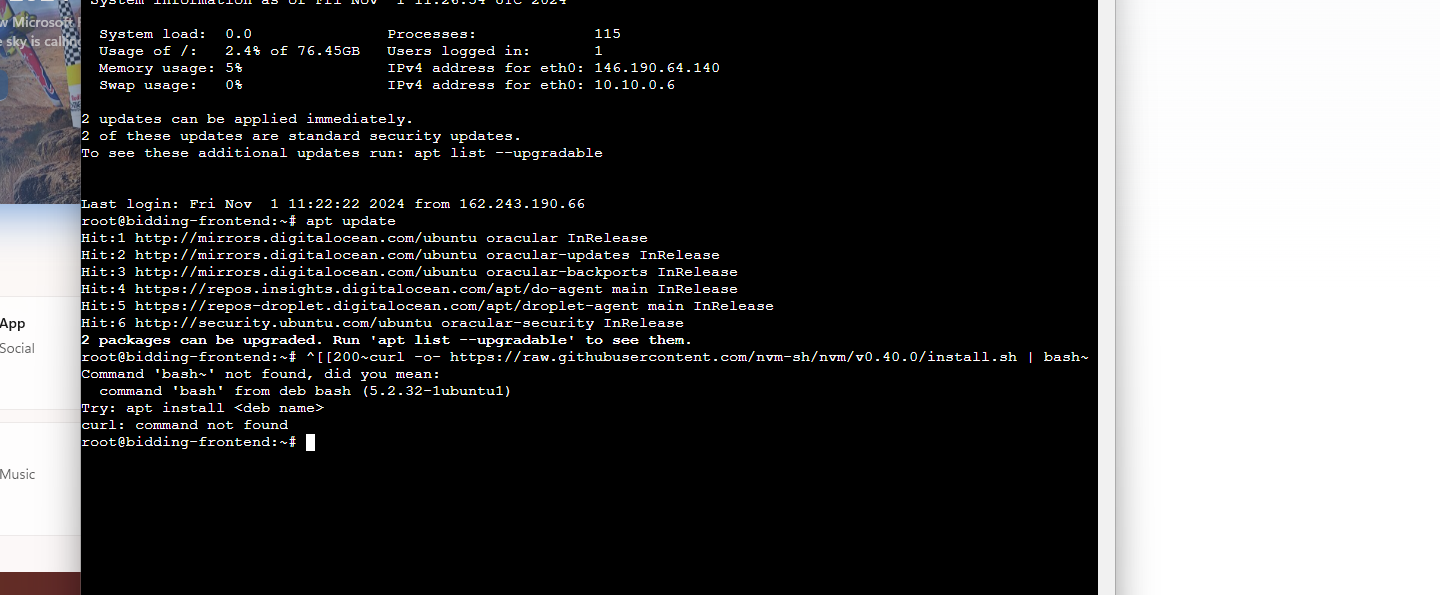 w Microsoft
e sky is calling
App
Social
Music
System information as of Fri Nov  1 11:26:54 UTC 2024
System load:  0.0               Processes:             115
Usage of /:   2.4% of 76.45GB   Users logged in:       1
Memory usage: 5%                IPv4 address for eth0: 146.190.64.140
Swap usage:   0%                IPv4 address for eth0: 10.10.0.6
2 updates can be applied immediately.
2 of these updates are standard security updates.
To see these additional updates run: apt list --upgradable
Last login: Fri Nov  1 11:22:22 2024 from 162.243.190.66
root@bidding-frontend:~# apt update
Hit:1 http://mirrors.digitalocean.com/ubuntu oracular InRelease
Hit:2 http://mirrors.digitalocean.com/ubuntu oracular-updates InRelease
Hit:3 http://mirrors.digitalocean.com/ubuntu oracular-backports InRelease
Hit:4 https://repos.insights.digitalocean.com/apt/do-agent main InRelease
Hit:5 https://repos-droplet.digitalocean.com/apt/droplet-agent main InRelease
Hit:6 http://security.ubuntu.com/ubuntu oracular-security InRelease
2 packages can be upgraded. Run 'apt list --upgradable' to see them.
root@bidding-frontend:~# ^[[200~curl -o- https://raw.githubusercontent.com/nvm-sh/nvm/v0.40.0/install.sh | bash~
Command 'bash~' not found, did you mean:
  command 'bash' from deb bash (5.2.32-1ubuntu1)
Try: apt install <deb name>
curl: command not found
root@bidding-frontend:~#